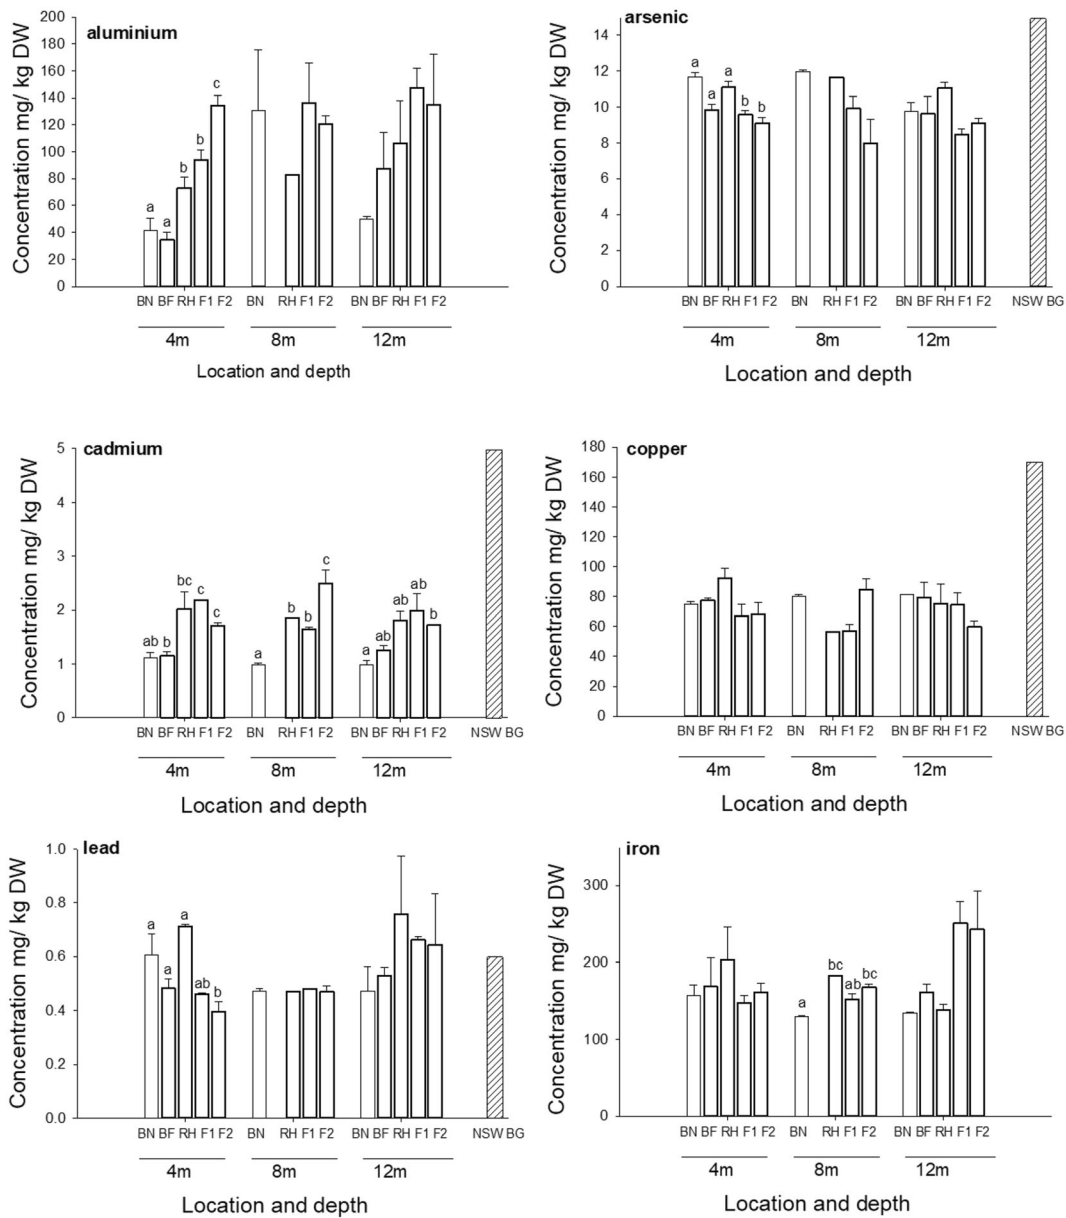 aluminium
Concentration mg/ kg DW
200
180
160
140
120
100
80
60
40
20
0
a a b b c
BN BF RH F1 F2 BN RH F1 F2 BN BF RH F1 F2
4m 8m 12m
Location and depth
arsenic
Concentration mg/ kg DW
14
12
10
8
6
4
2
0
a a a b b
BN BF RH F1 F2 BN RH F1 F2 BN BF RH F1 F2 NSW BG
4m 8m 12m
Location and depth
cadmium
Concentration mg/ kg DW
5
4
3
2
1
0
ab b bc c c a b b c a ab ab ab b
BN BF RH F1 F2 BN RH F1 F2 BN BF RH F1 F2 NSW BG
4m 8m 12m
Location and depth
copper
Concentration mg/ kg DW
180
160
140
120
100
80
60
40
20
0
BN BF RH F1 F2 BN RH F1 F2 BN BF RH F1 F2 NSW BG
4m 8m 12m
Location and depth
lead
Concentration mg/ kg DW
1.0
0.8
0.6
0.4
0.2
0.0
a a a ab b
BN BF RH F1 F2 BN RH F1 F2 BN BF RH F1 F2 NSW BG
4m 8m 12m
Location and depth
iron
Concentration mg/ kg DW
300
200
100
0
a bc ab bc
BN BF RH F1 F2 BN RH F1 F2 BN BF RH F1 F2
4m 8m 12m
Location and depth